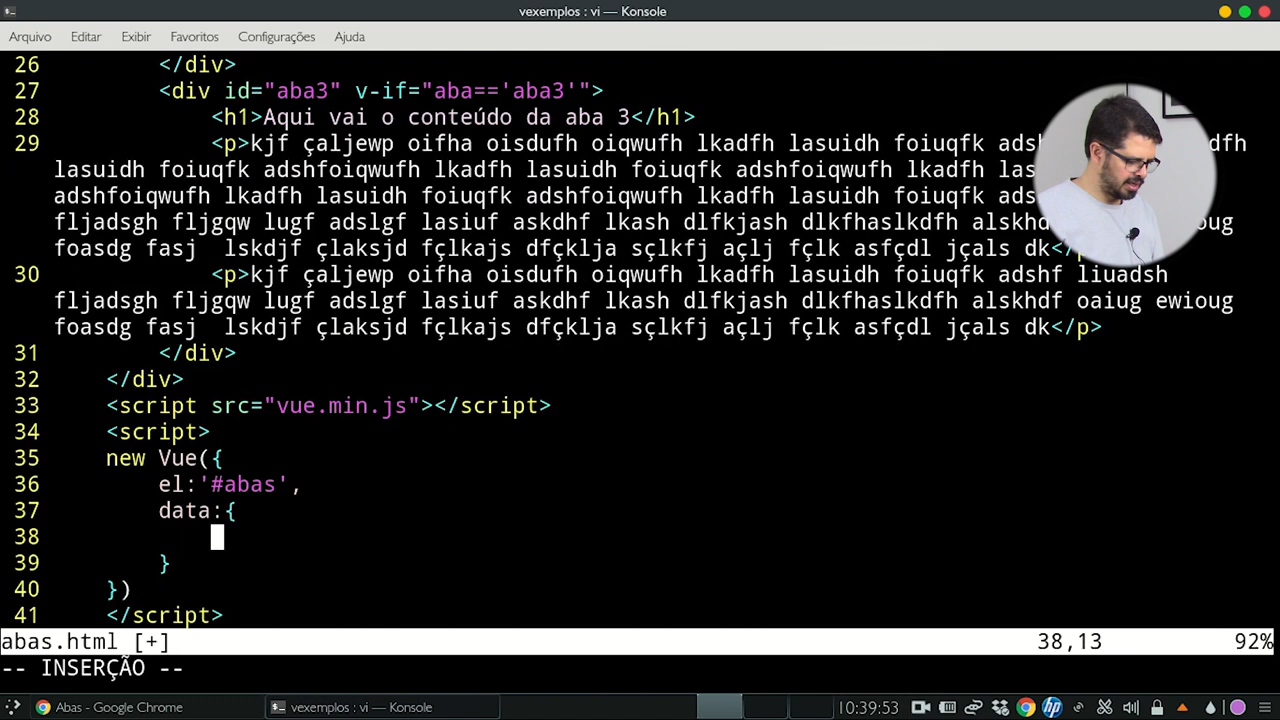 vexemplos : vi — Konsole
Arquivo Editar Exibir Favoritos Configurações Ajuda
26 </div>
27 <div id="aba3" v-if="aba=='aba3'">
28 <h1>Aqui vai o conteúdo da aba 3</h1>
29 <p>kjf çaljewp oifha oisdufh oiqwufh lkadfh lasuidh foiuqfk
lasuidh foiuqfk adshfoiqwufh lkadfh lasuidh foiuqfk adshfoiqwufh lkadfh
adshfoiqwufh lkadfh lasuidh foiuqfk adshfoiqwufh lkadfh lasuidh foiuqfk
fljadsgh fljgqw lugf adslgf lasiuf askdhf lkash dlfkjash dlkfhaslkdfh
foasdg fasj lskdjf çlaksjd fçlkajs dfçklja sçlkfj açlj fçlk asfçdl jçals dk
30 <p>kjf çaljewp oifha oisdufh oiqwufh lkadfh lasuidh foiuqfk adshf liuadsh
fljadsgh fljgqw lugf adslgf lasiuf askdhf lkash dlfkjash dlkfhaslkdfh alskhdf oaiug ewioug
foasdg fasj lskdjf çlaksjd fçlkajs dfçklja sçlkfj açlj fçlk asfçdl jçals dk</p>
31 </div>
32 </div>
33 <script src="vue.min.js"></script>
34 <script>
35 new Vue({
36 el:'#abas',
37 data:{
38
39 }
40 })
41 </script>
abas.html [+] 38,13 92%
-- INSERÇÃO --
Abas - Google Chrome vexemplos : vi — Konsole 10:39:53